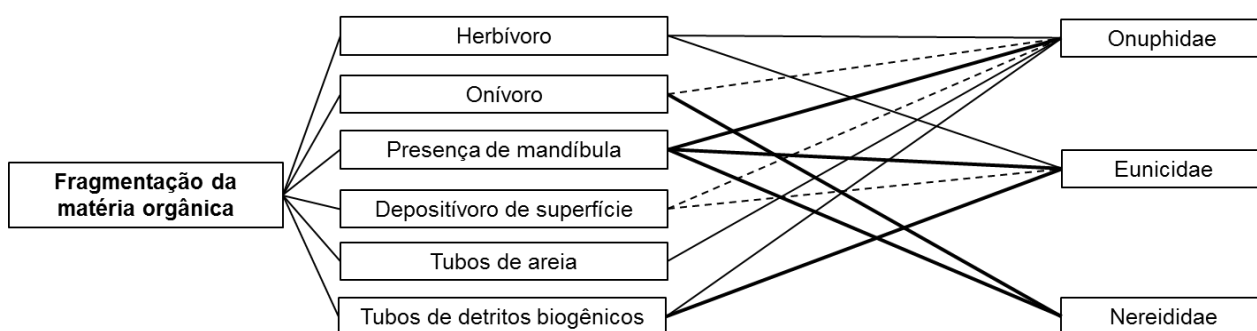 Herbívoro
Onuphidae
Onívoro
Presença de mandíbula
Fragmentação da
matéria orgânica
Eunicidae
Depositívoro de superfície
Tubos de areia
Tubos de detritos biogênicos
Nereididae